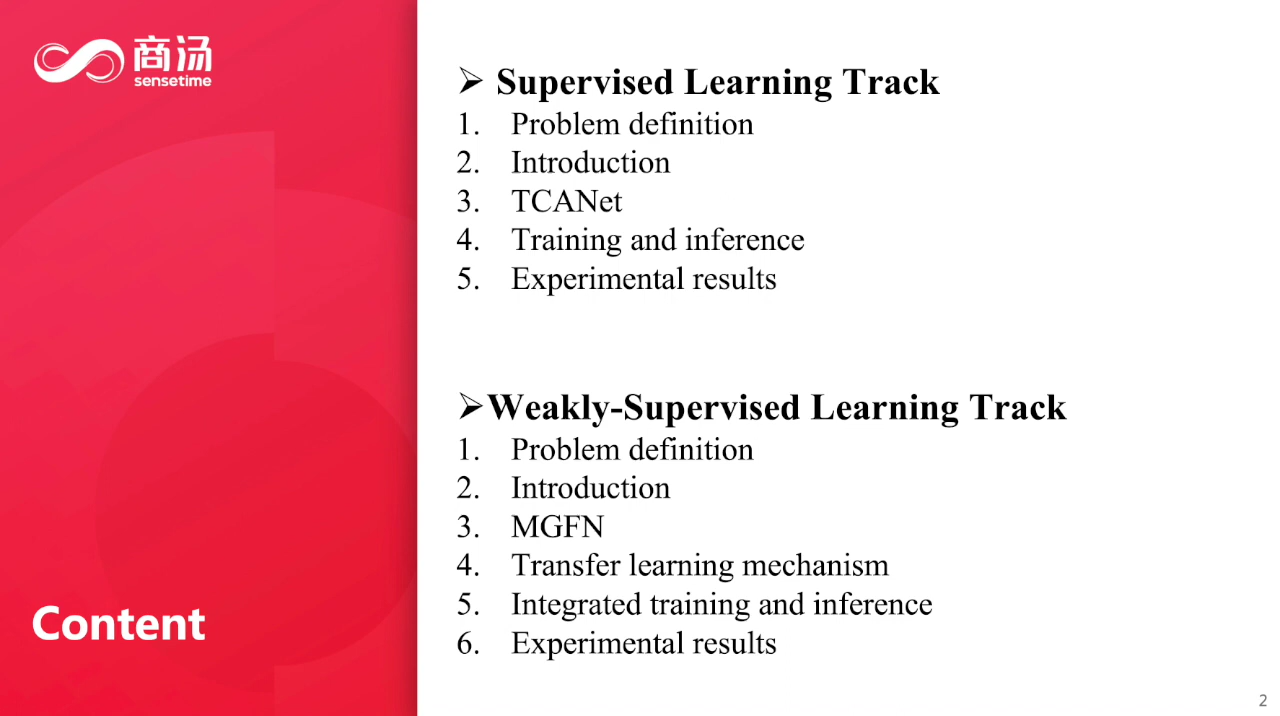 商汤
sensetime
Content
➢ Supervised Learning Track
1. Problem definition
2. Introduction
3. TCANet
4. Training and inference
5. Experimental results
➢Weakly-Supervised Learning Track
1. Problem definition
2. Introduction
3. MGFN
4. Transfer learning mechanism
5. Integrated training and inference
6. Experimental results
2